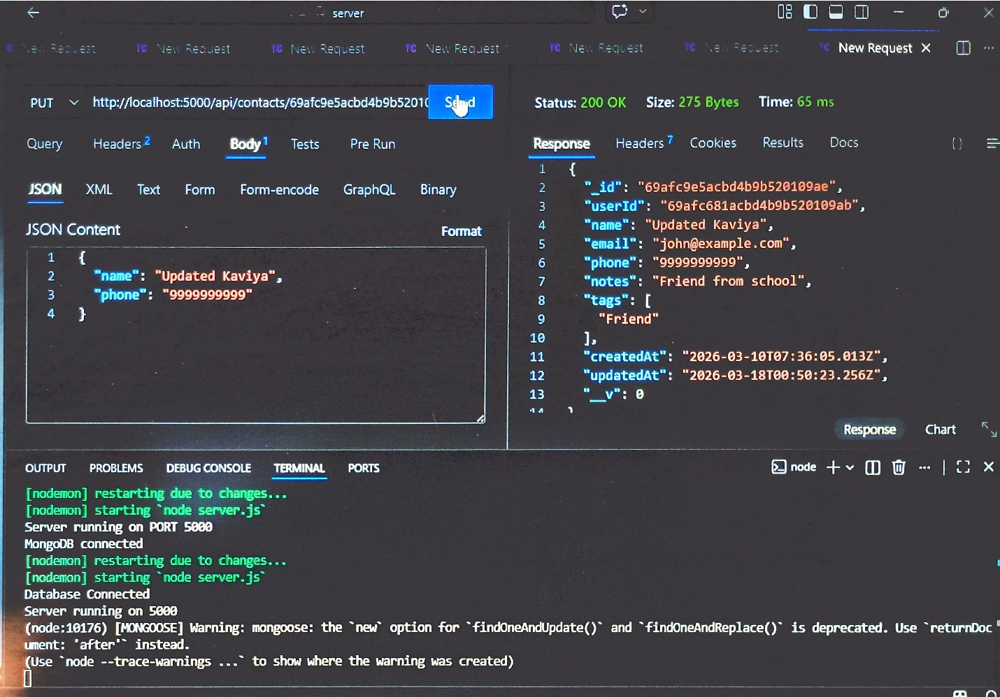 server
New Request
New Request
New Request
New Request
New Request
New Request
New Request
PUT http://localhost:5000/api/contacts/69afc9e5acbd4b9b52010 Send
Status: 200 OK Size: 275 Bytes Time: 65 ms
Query Headers 2 Auth Body 1 Tests Pre Run
Response Headers 7 Cookies Results Docs {}
JSON XML Text Form Form-encode GraphQL Binary
JSON Content Format
1 {
2 "name": "Updated Kaviya",
3 "phone": "9999999999"
4 }
1 {
2 "_id": "69afc9e5acbd4b9b520109ae",
3 "userId": "69afc681acbd4b9b520109ab",
4 "name": "Updated Kaviya",
5 "email": "john@example.com",
6 "phone": "9999999999",
7 "notes": "Friend from school",
8 "tags": [
9 "Friend"
10 ],
11 "createdAt": "2026-03-10T07:36:05.013Z",
12 "updatedAt": "2026-03-18T00:50:23.256Z",
13 "__v": 0
14 }
Response Chart
OUTPUT PROBLEMS DEBUG CONSOLE TERMINAL PORTS node
[nodemon] restarting due to changes...
[nodemon] starting `node server.js`
Server running on PORT 5000
MongoDB connected
[nodemon] restarting due to changes...
[nodemon] starting `node server.js`
Database Connected
Server running on 5000
(node:10176) [MONGOOSE] Warning: mongoose: the `new` option for `findOneAndUpdate()` and `findOneAndReplace()` is deprecated. Use `returnDoc
ument: 'after'` instead.
(Use `node --trace-warnings ...` to show where the warning was created)